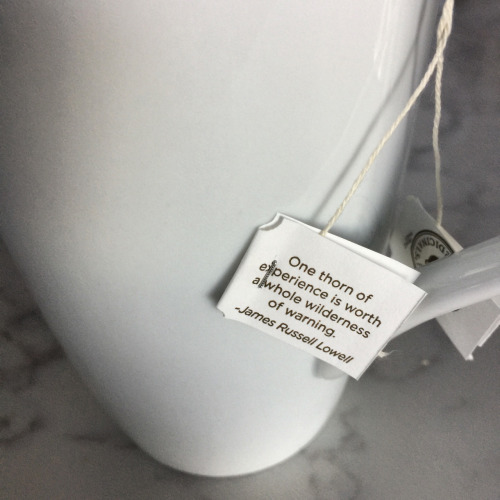 One thorn of
experience is worth
a whole wilderness
of warning.
-James Russell Lowell